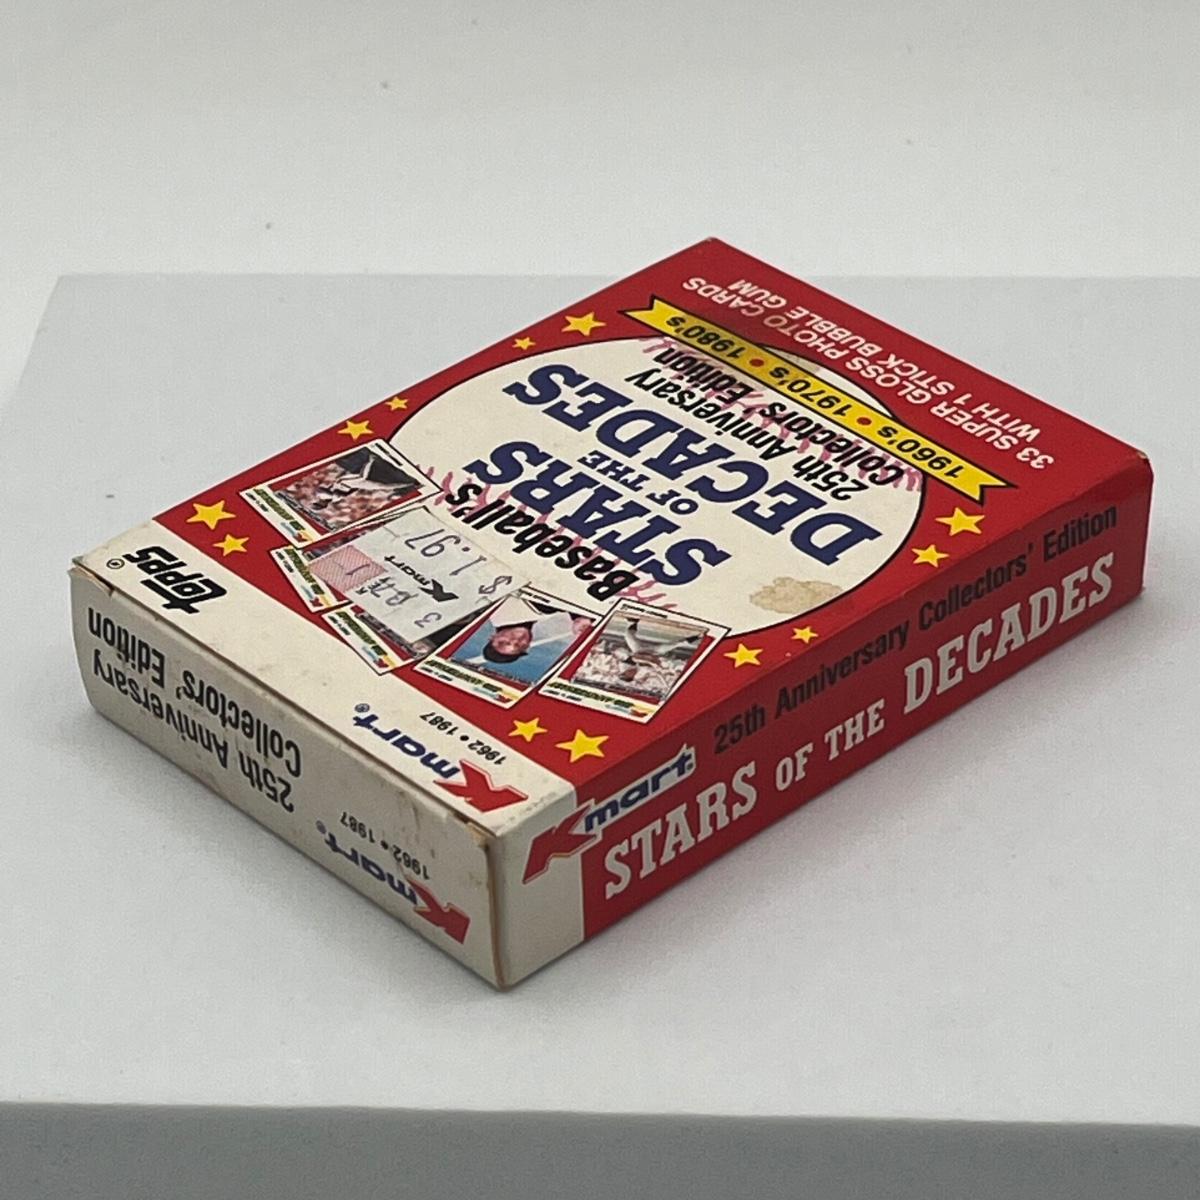 33 SUPER GLOSS PHOTO CARDS
WITH 1 STICK BUBBLE GUM
1960's • 1970's • 1980's
Baseball's
STARS
OF THE
DECADES
25th Anniversary
Collectors' Edition
Kmart
$1.97
1962 • 1987
Kmart®
topps®
Kmart®
25th Anniversary Collectors' Edition
STARS OF THE DECADES
Kmart®
1962 • 1987
25th Anniversary
Collectors' Edition